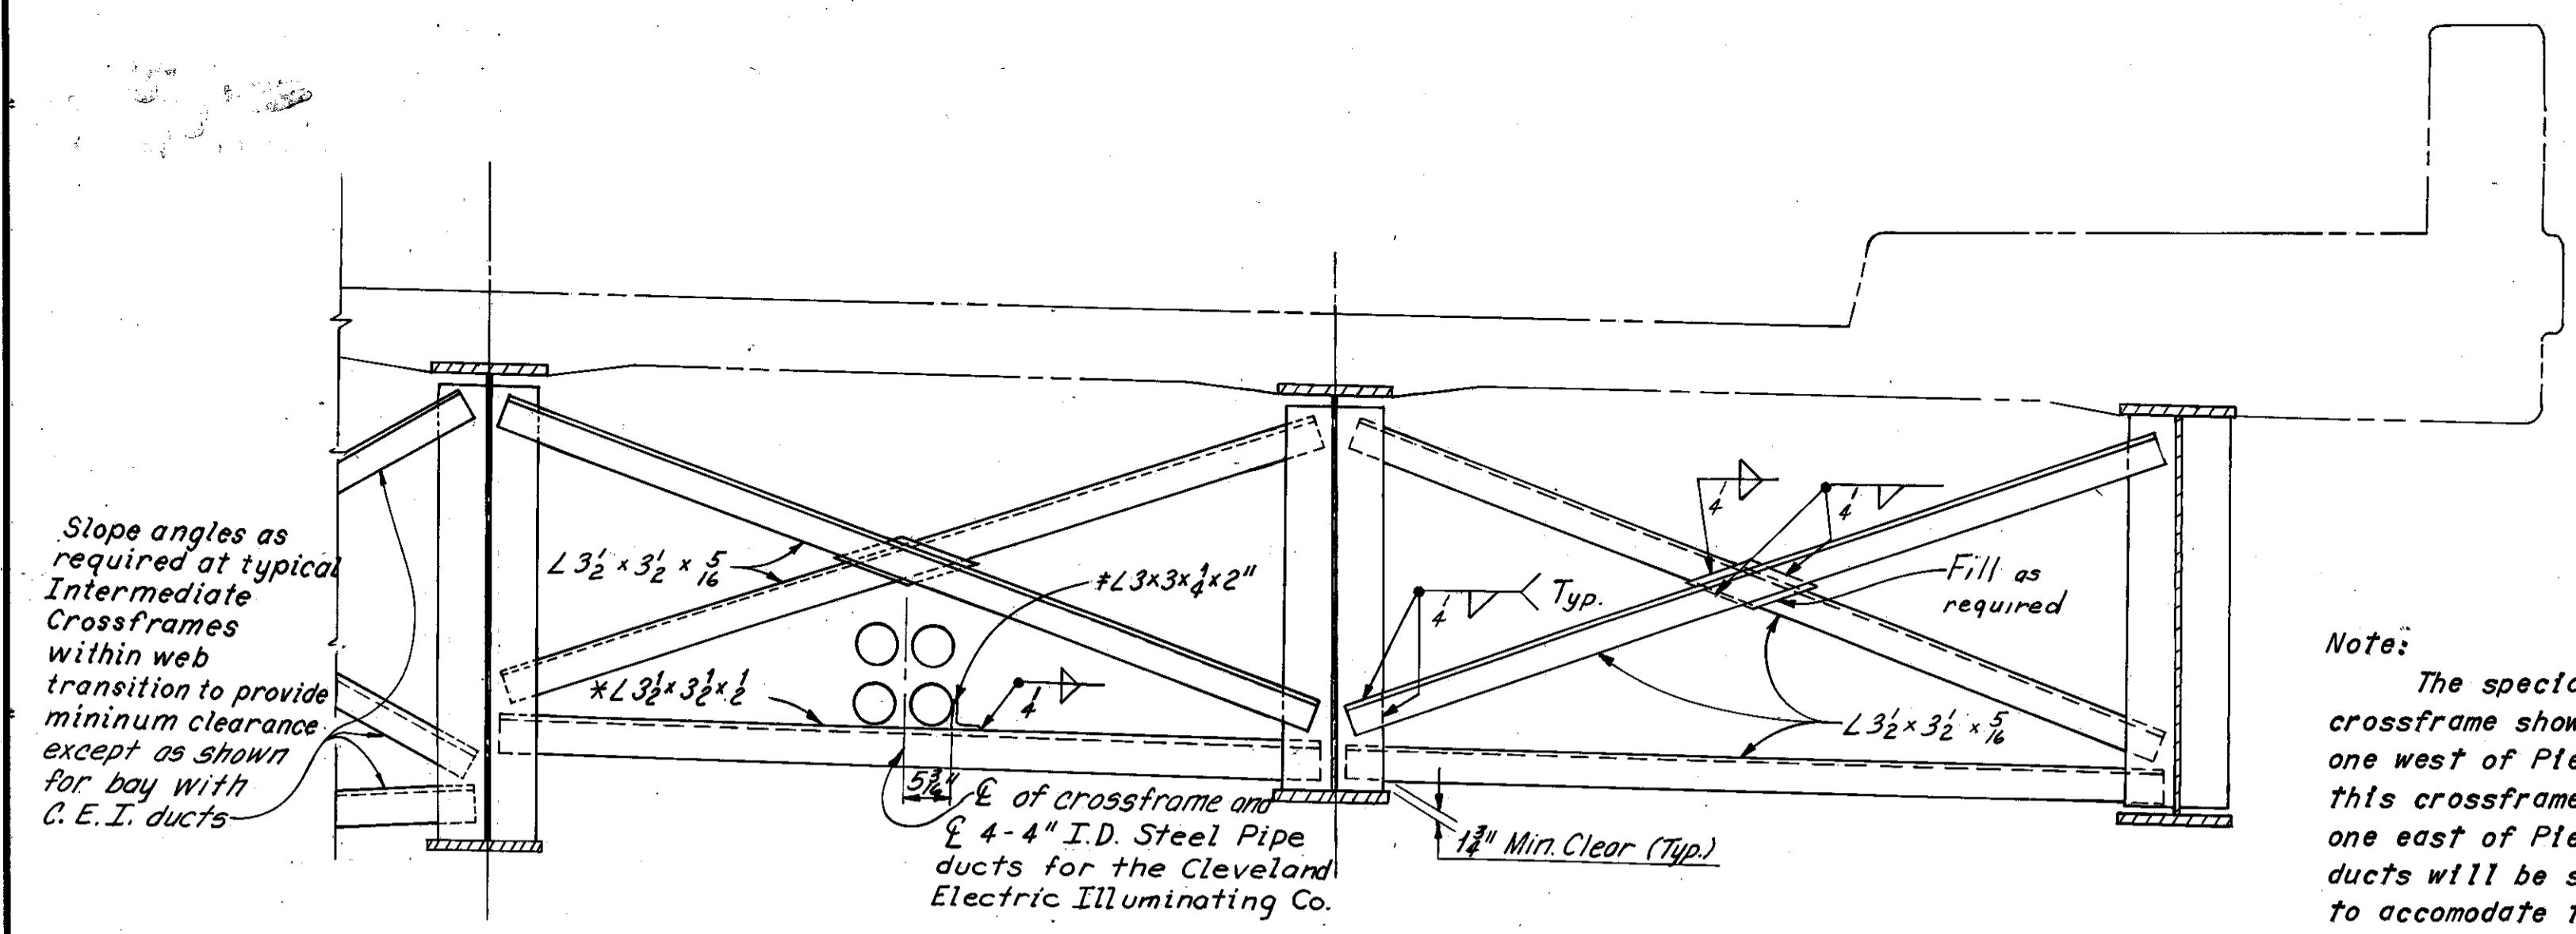 Slope angles as
required at typical
Intermediate
Crossframes
within web
transition to provide
mininum clearance
except as shown
for bay with
C. E. I. ducts
∠ 3½ × 3½ × 5/16
*∠ 3½ × 3½ × ½
*∠ 3×3×¼×2"
¼
5 3/16"
℄ of crossframe and
℄ 4-4" I.D. Steel Pipe
ducts for the Cleveland
Electric Illuminating Co.
¼ Typ.
¼
¼
Fill as
required
∠ 3½ × 3½ × 5/16
1¾" Min. Clear (Typ.)
Note:
The specia
crossframe show
one west of Pie
this crossframe
one east of Pie
ducts will be s
to accomodate t